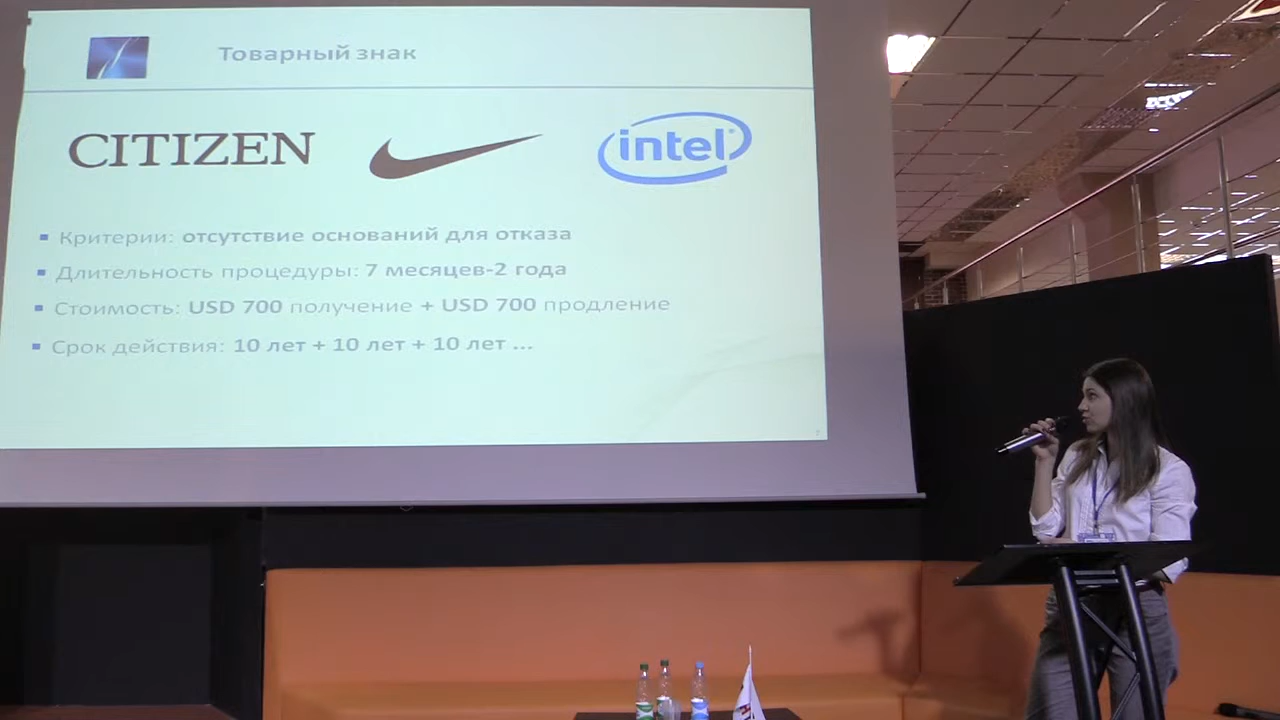 Товарный знак
CITIZEN
intel
Критерии: отсутствие оснований для отказа
Длительность процедуры: 7 месяцев-2 года
Стоимость: USD 700 получение + USD 700 продление
Срок действия: 10 лет + 10 лет + 10 лет ...